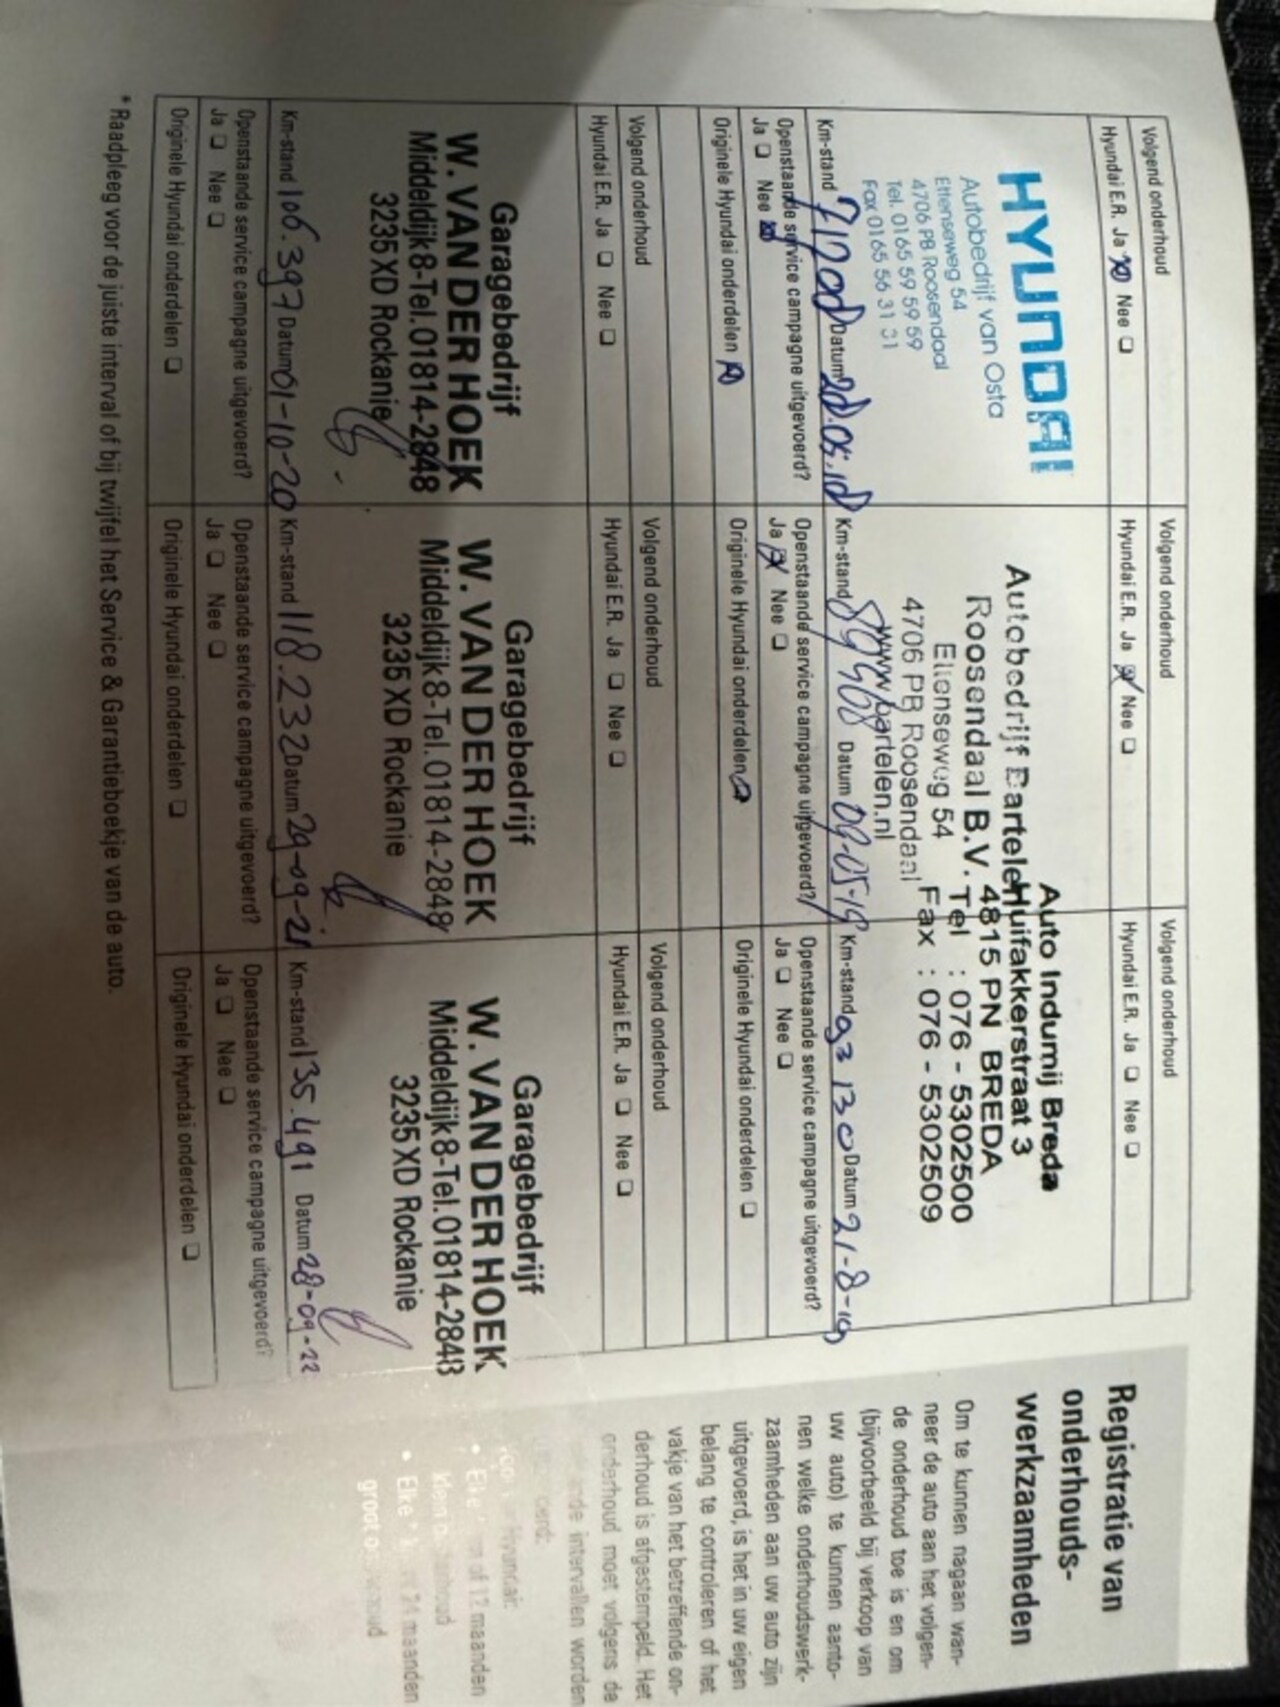 Volgend onderhoud
Hyundai E.R. Ja ☒ Nee ❑
HYUNDAI
Autobedrijf van Osta
Ettenseweg 54
4706 PB Roosendaal
Tel. 0165 59 59 59
Fax 0165 56 31 31
Km-stand Datum
Openstaande service campagne uitgevoerd?
Ja ❑ Nee ☒
Originele Hyundai onderdelen ☒
Volgend onderhoud
Hyundai E.R. Ja ☒ Nee ❑
Autobedrijf Bartelen
Roosendaal B.V.
Ettenseweg 54
4706 PB Roosendaal
www.bartelen.nl
Km-stand Datum 09-05-19
Openstaande service campagne uitgevoerd?
Ja ☒ Nee ❑
Originele Hyundai onderdelen
Volgend onderhoud
Hyundai E.R. Ja ❑ Nee ❑
Auto Indumij Breda
Huifakkerstraat 3
4815 PN BREDA
Tel : 076 - 5302500
Fax : 076 - 5302509
Km-stand 93 130 Datum 21-8-19
Openstaande service campagne uitgevoerd?
Ja ❑ Nee ❑
Originele Hyundai onderdelen ❑
Volgend onderhoud
Hyundai E.R. Ja ❑ Nee ❑
Garagebedrijf
W. VAN DER HOEK
Middeldijk 8-Tel. 01814-2848
3235 XD Rockanje
Km-stand 106.397 Datum 01-10-20
Openstaande service campagne uitgevoerd?
Ja ❑ Nee ❑
Originele Hyundai onderdelen ❑
Volgend onderhoud
Hyundai E.R. Ja ❑ Nee ❑
Garagebedrijf
W. VAN DER HOEK
Middeldijk 8-Tel. 01814-2848
3235 XD Rockanje
Km-stand 118.232 Datum 29-09-21
Openstaande service campagne uitgevoerd?
Ja ❑ Nee ❑
Originele Hyundai onderdelen ❑
Volgend onderhoud
Hyundai E.R. Ja ❑ Nee ❑
Garagebedrijf
W. VAN DER HOEK
Middeldijk 8-Tel. 01814-2848
3235 XD Rockanje
Km-stand 135.491 Datum 28-09-22
Openstaande service campagne uitgevoerd?
Ja ❑ Nee ❑
Originele Hyundai onderdelen ❑
* Raadpleeg voor de juiste interval of bij twijfel het Service & Garantieboekje van de auto.
Registratie van
onderhouds-
werkzaamheden
Om te kunnen nagaan wan-
neer de auto aan het volgen-
de onderhoud toe is en om
(bijvoorbeeld bij verkoop van
uw auto) te kunnen aanto-
nen welke onderhoudswerk-
zaamheden aan uw auto zijn
uitgevoerd, is het in uw eigen
belang te controleren of het
vakje van het betreffende on-
derhoud is afgestempeld. Het
onderhoud moet volgens de
intervallen worden
Hyundai:
• Elke of 12 maanden
• Elke 24 maanden
groot